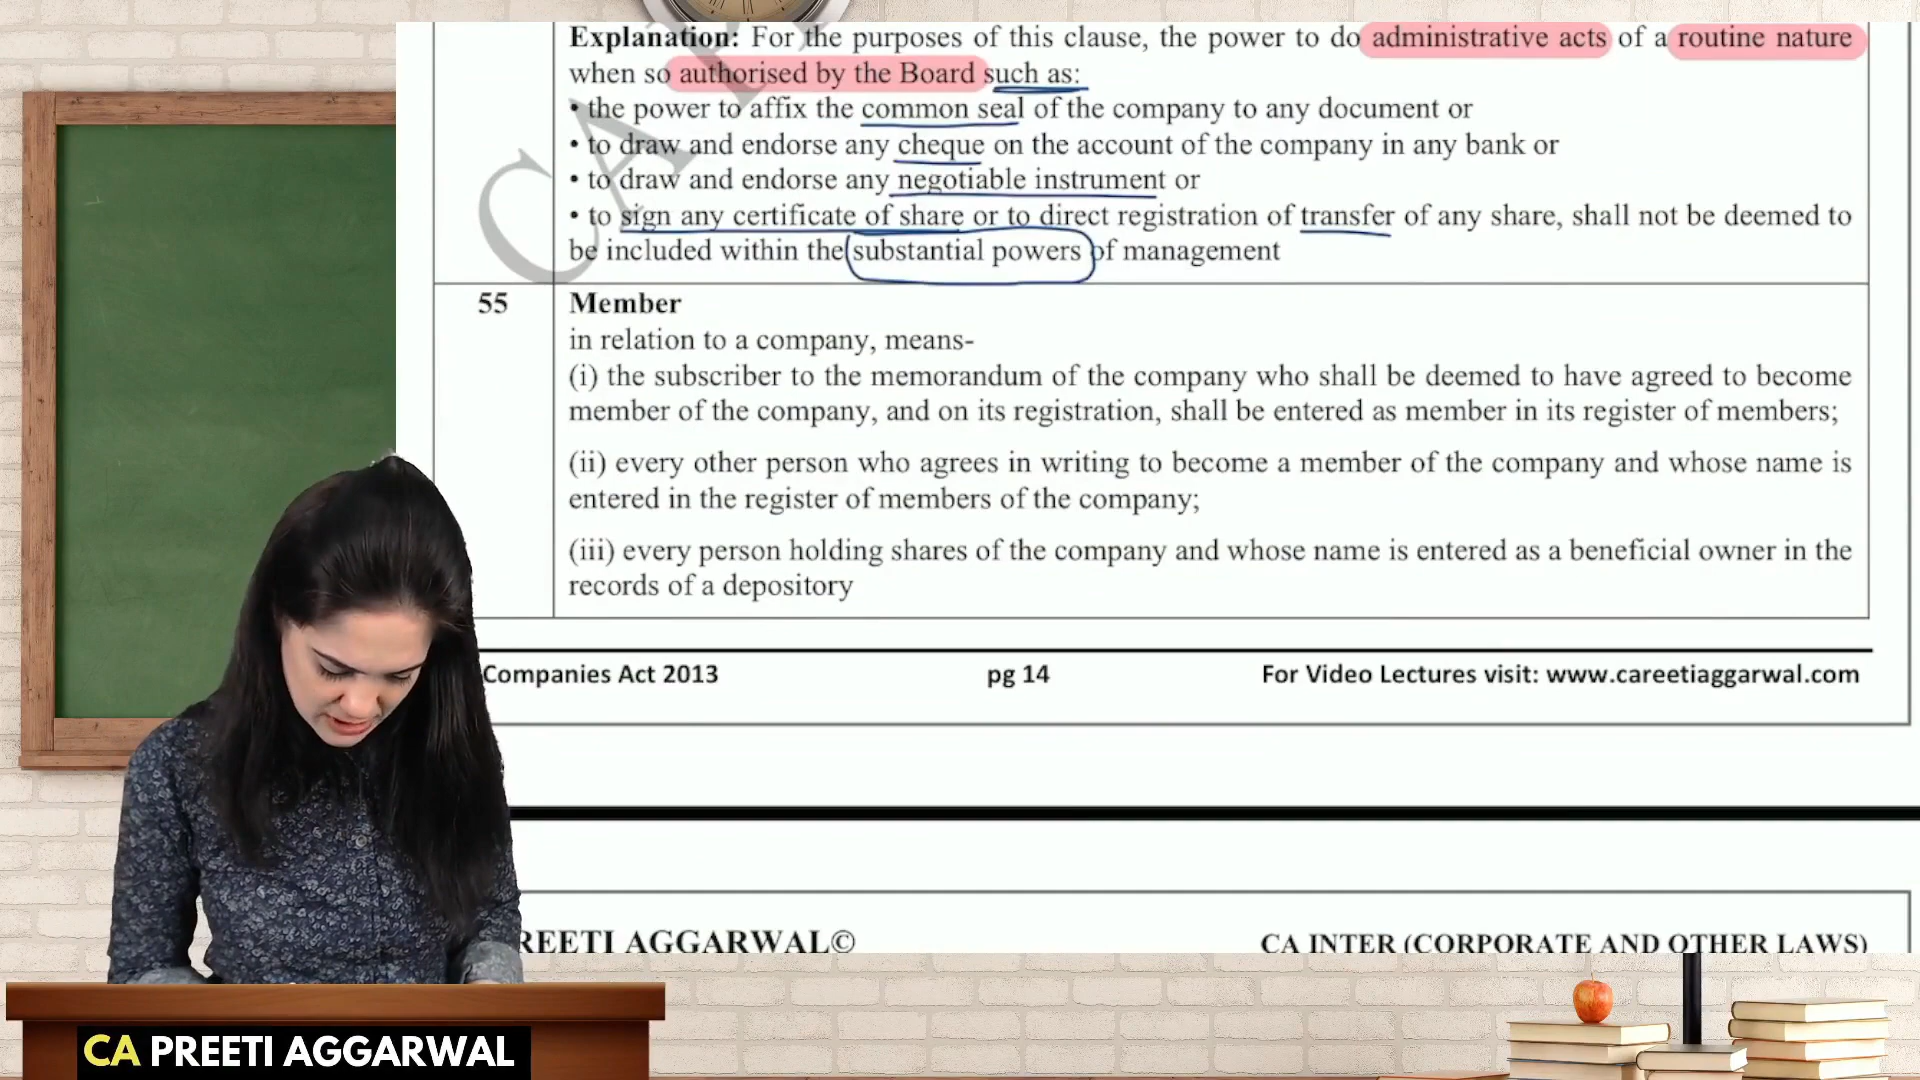 Explanation: For the purposes of this clause, the power to do administrative acts of a routine nature
when so authorised by the Board such as:
• the power to affix the common seal of the company to any document or
• to draw and endorse any cheque on the account of the company in any bank or
• to draw and endorse any negotiable instrument or
• to sign any certificate of share or to direct registration of transfer of any share, shall not be deemed to
be included within the substantial powers of management
55 Member
in relation to a company, means-
(i) the subscriber to the memorandum of the company who shall be deemed to have agreed to become
member of the company, and on its registration, shall be entered as member in its register of members;
(ii) every other person who agrees in writing to become a member of the company and whose name is
entered in the register of members of the company;
(iii) every person holding shares of the company and whose name is entered as a beneficial owner in the
records of a depository
Companies Act 2013 pg 14 For Video Lectures visit: www.careetiaggarwal.com
REETI AGGARWAL© CA INTER (CORPORATE AND OTHER LAWS)
CA PREETI AGGARWAL